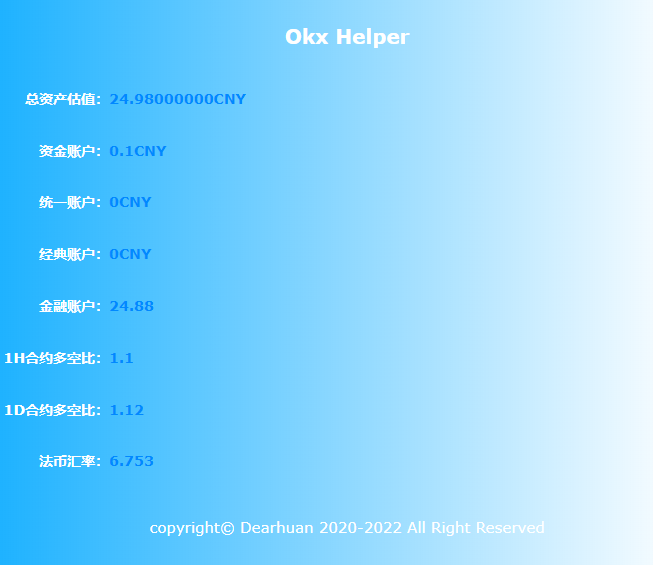 Okx Helper
总资产估值：24.98000000CNY
资金账户：0.1CNY
统一账户：0CNY
经典账户：0CNY
金融账户：24.88
1H合约多空比：1.1
1D合约多空比：1.12
法币汇率：6.753
copyright© Dearhuan 2020-2022 All Right Reserved